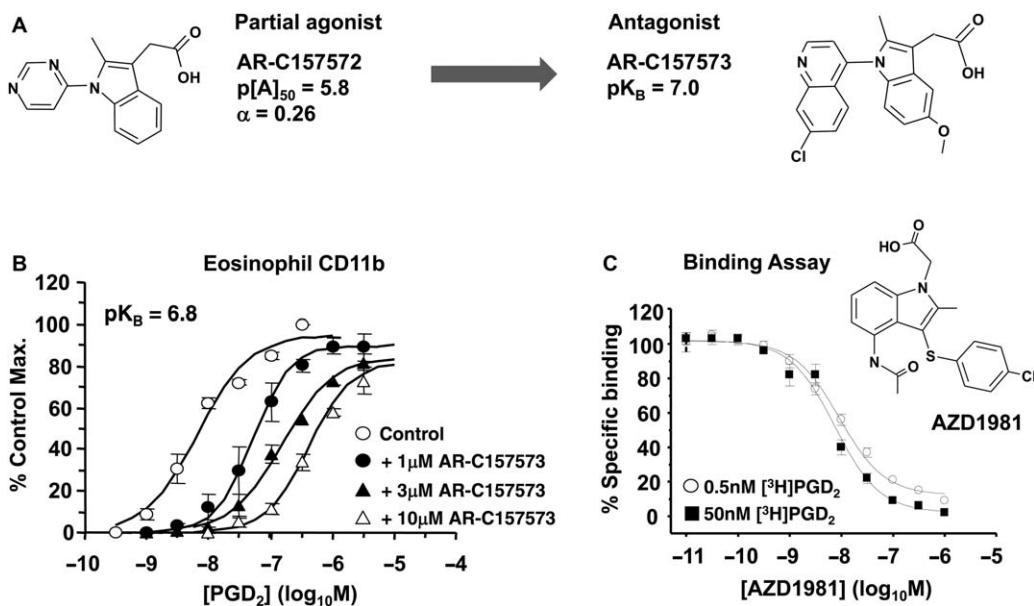 A
Partial agonist
AR-C157572
p[A]50 = 5.8
α = 0.26
N
N
N
O
OH
Antagonist
AR-C157573
pKB = 7.0
N
N
O
OH
O
Cl
B
Eosinophil CD11b
pKB = 6.8
% Control Max.
120
100
80
60
40
20
0
−10
−9
−8
−7
−6
−5
−4
[PGD2] (log10M)
Control
+ 1μM AR-C157573
+ 3μM AR-C157573
+ 10μM AR-C157573
C
Binding Assay
% Specific binding
120
100
80
60
40
20
0
−11
−10
−9
−8
−7
−6
−5
[AZD1981] (log10M)
0.5nM [3H]PGD2
50nM [3H]PGD2
O
HO
N
N
H
O
S
Cl
AZD1981